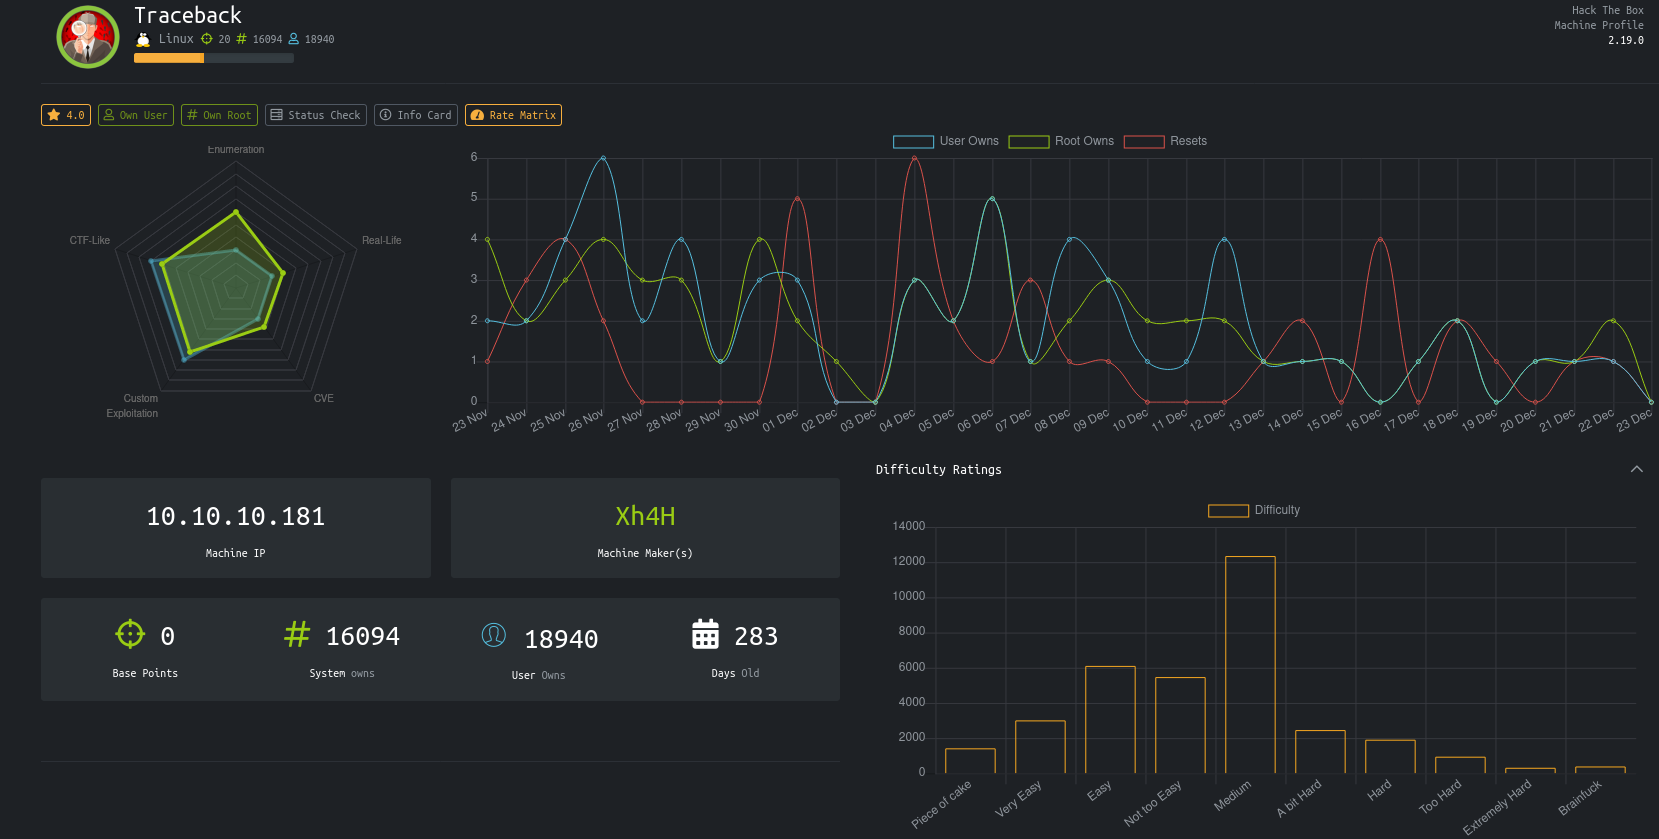 Traceback
Linux 20 16094 18940
Hack The Box
Machine Profile
2.19.0
4.0 Own User Own Root Status Check Info Card Rate Matrix
Enumeration
Real-Life
CVE
Custom
Exploitation
CTF-Like
User Owns Root Owns Resets
6
5
4
3
2
1
0
23 Nov 24 Nov 25 Nov 26 Nov 27 Nov 28 Nov 29 Nov 30 Nov 01 Dec 02 Dec 03 Dec 04 Dec 05 Dec 06 Dec 07 Dec 08 Dec 09 Dec 10 Dec 11 Dec 12 Dec 13 Dec 14 Dec 15 Dec 16 Dec 17 Dec 18 Dec 19 Dec 20 Dec 21 Dec 22 Dec 23 Dec
10.10.10.181
Machine IP
Xh4H
Machine Maker(s)
0
Base Points
16094
System owns
18940
User Owns
283
Days Old
Difficulty Ratings
Difficulty
14000
12000
10000
8000
6000
4000
2000
0
Piece of cake Very Easy Easy Not too Easy Medium A bit Hard Hard Too Hard Extremely Hard Brainfuck